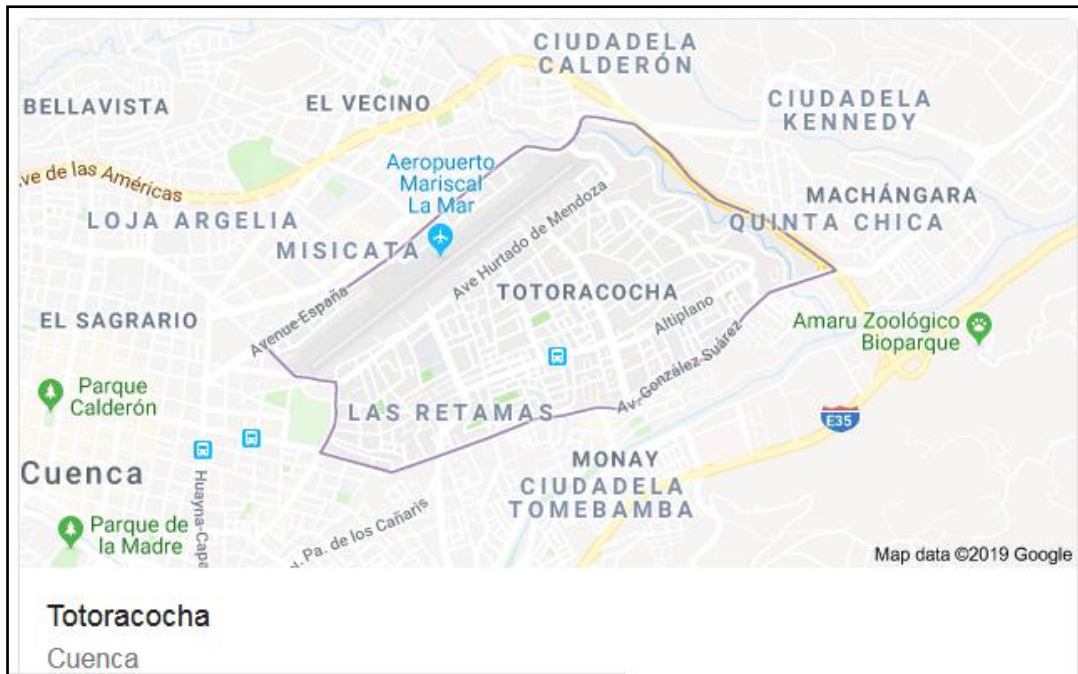 CIUDADELA
CALDERÓN
BELLAVISTA
EL VECINO
CIUDADELA
KENNEDY
Aeropuerto
Mariscal
La Mar
ve de las Américas
MACHÁNGARA
LOJA ARGELIA
QUINTA CHICA
MISICATA
Ave Hurtado de Mendoza
TOTORACOCHA
Avenue España
Altiplano
EL SAGRARIO
Amaru Zoológico
Bioparque
Av. González-Suárez
Parque
Calderón
LAS RETAMAS
E35
MONAY
Cuenca
CIUDADELA
TOMEBAMBA
Huayna-Capa
Parque de
la Madre
. Pa. de los Cañaris
Map data ©2019 Google
Totoracocha
Cuenca